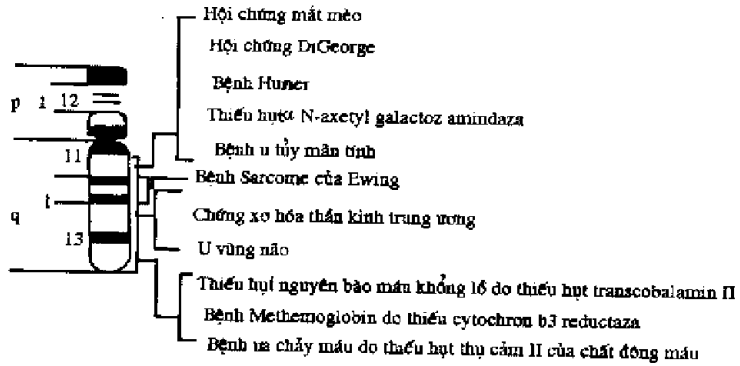 Hội chứng mắt mèo
Hội chứng DiGeorge
Bệnh Hurler
Thiếu hụt α N-axetyl galactoz amindaza
Bệnh u tủy mãn tính
Bệnh Sarcome của Ewing
Chứng xơ hóa thần kinh trung ương
U vùng não
Thiếu hụt nguyên bào máu khổng lồ do thiếu hụt transcobalamin II
Bệnh Methemoglobin do thiếu cytochron b3 reductaza
Bệnh ưa chảy máu do thiếu hụt thụ cảm II của chất đông máu
p 1 12
11
q 1
13